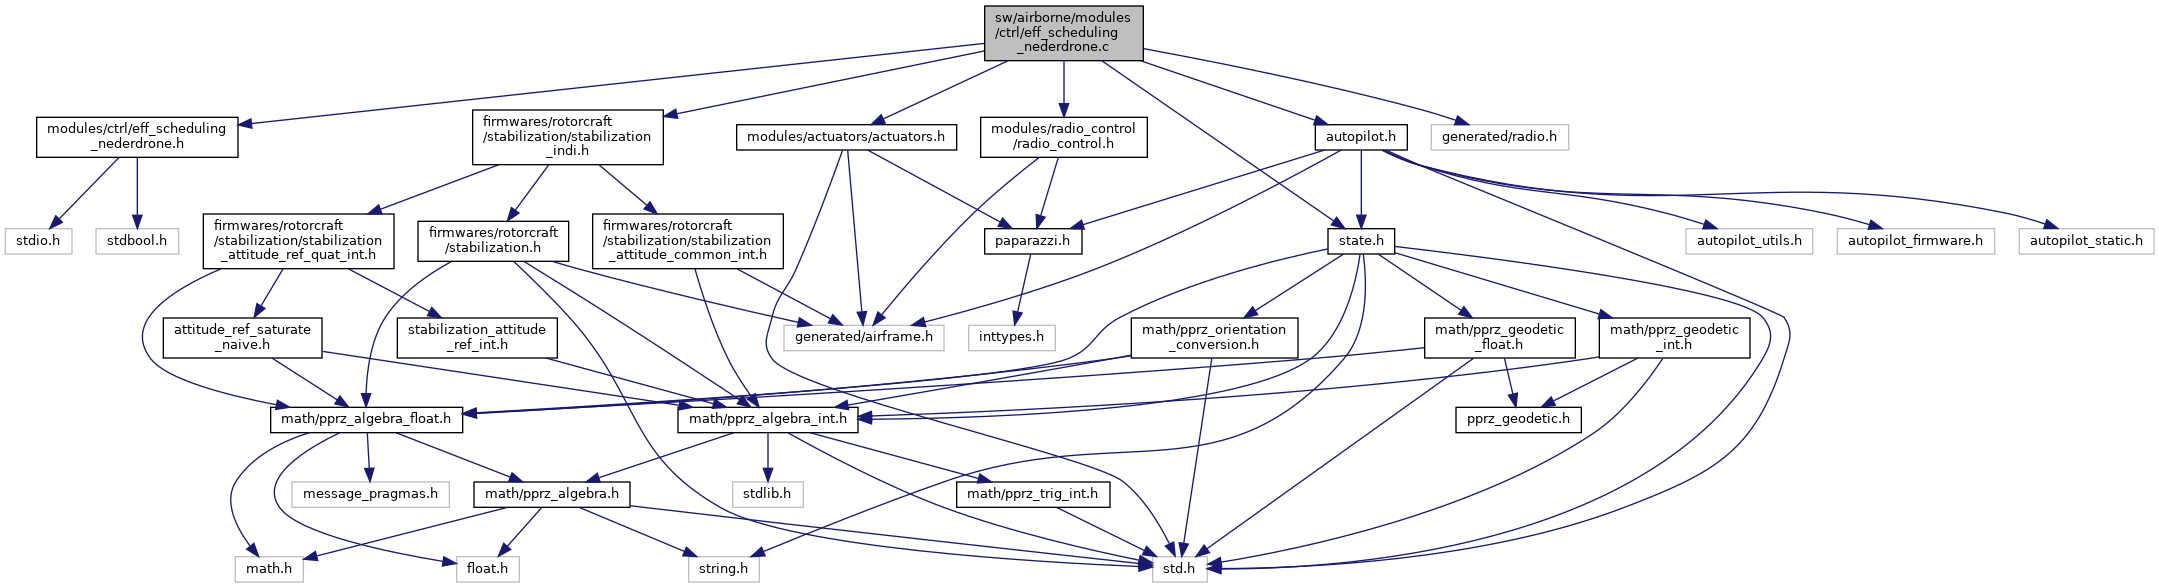 sw/airborne/modules
/ctrl/eff_scheduling
_nederdrone.c
modules/ctrl/eff_scheduling
_nederdrone.h
firmwares/rotorcraft
/stabilization/stabilization
_indi.h
modules/actuators/actuators.h
modules/radio_control
/radio_control.h
autopilot.h
generated/radio.h
stdio.h
stdbool.h
firmwares/rotorcraft
/stabilization/stabilization
_attitude_ref_quat_int.h
firmwares/rotorcraft
/stabilization.h
firmwares/rotorcraft
/stabilization/stabilization
_attitude_common_int.h
paparazzi.h
state.h
autopilot_utils.h
autopilot_firmware.h
autopilot_static.h
attitude_ref_saturate
_naive.h
stabilization_attitude
_ref_int.h
generated/airframe.h
inttypes.h
math/pprz_orientation
_conversion.h
math/pprz_geodetic
_float.h
math/pprz_geodetic
_int.h
math/pprz_algebra_float.h
math/pprz_algebra_int.h
pprz_geodetic.h
message_pragmas.h
math/pprz_algebra.h
stdlib.h
math/pprz_trig_int.h
math.h
float.h
string.h
std.h